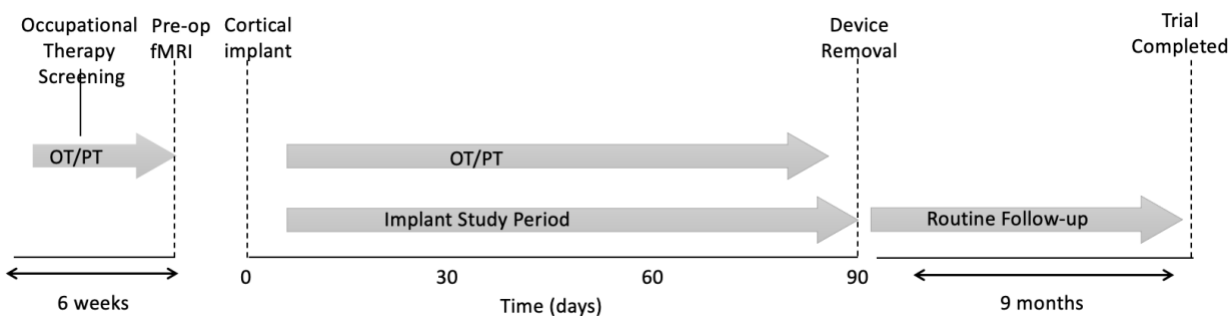 Occupational
Therapy
Screening
Pre-op
fMRI
Cortical
implant
Device
Removal
Trial
Completed
OT/PT
OT/PT
Implant Study Period
Routine Follow-up
0
30
60
90
6 weeks
Time (days)
9 months